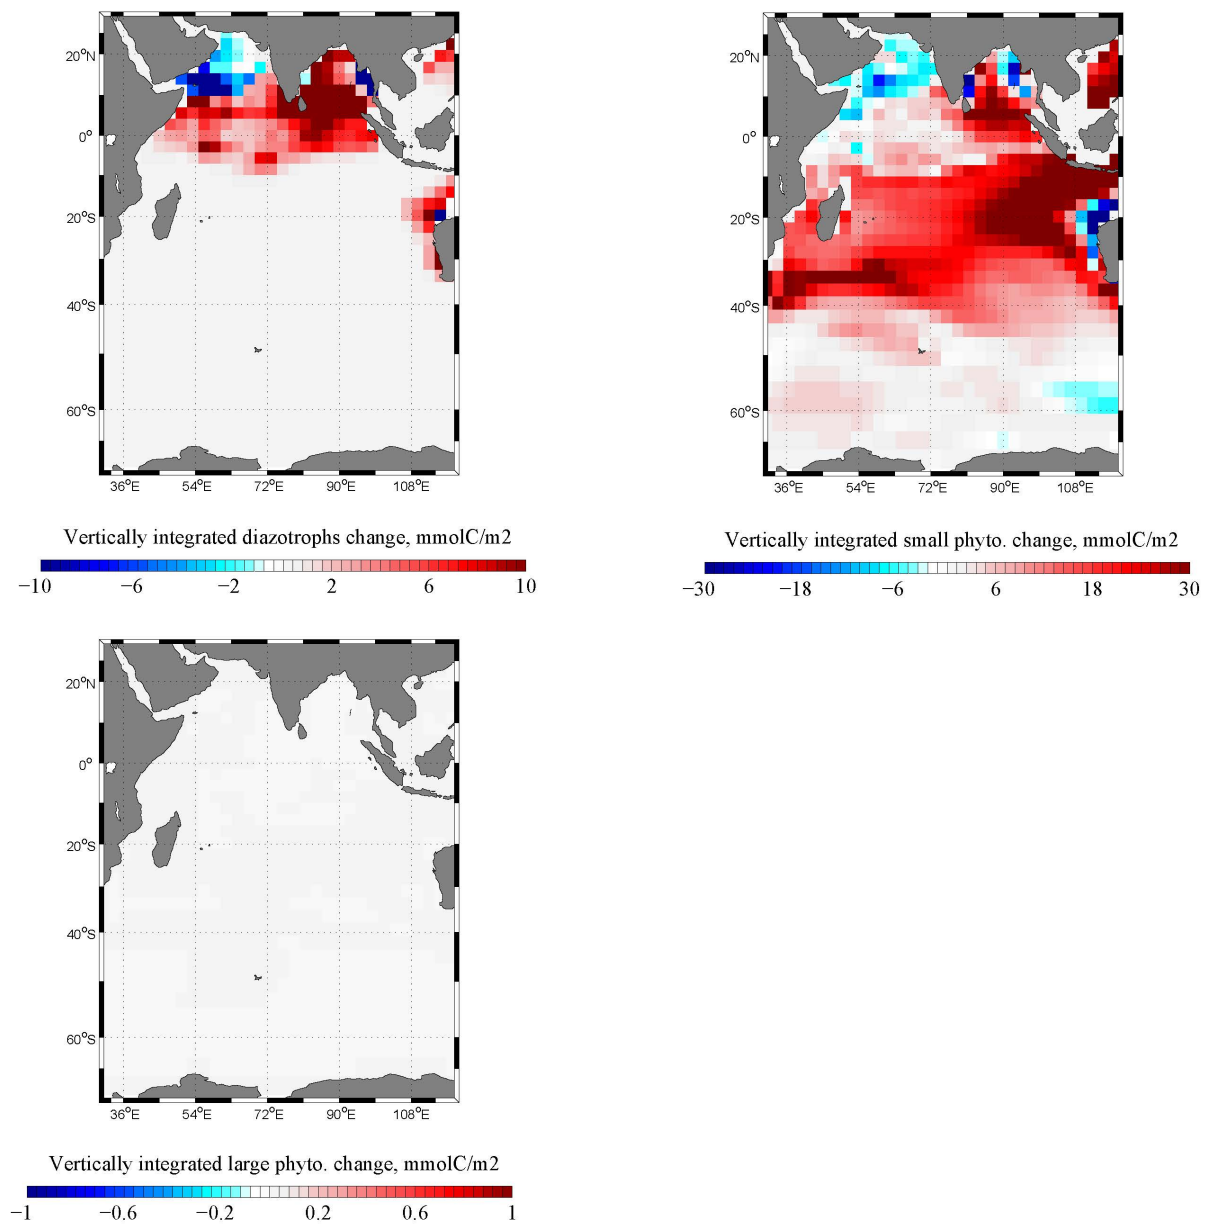 20°N
0°
20°S
40°S
60°S
36°E 54°E 72°E 90°E 108°E
Vertically integrated diazotrophs change, mmolC/m2
−10 −6 −2 2 6 10
20°N
0°
20°S
40°S
60°S
36°E 54°E 72°E 90°E 108°E
Vertically integrated small phyto. change, mmolC/m2
−30 −18 −6 6 18 30
20°N
0°
20°S
40°S
60°S
36°E 54°E 72°E 90°E 108°E
Vertically integrated large phyto. change, mmolC/m2
−1 −0.6 −0.2 0.2 0.6 1